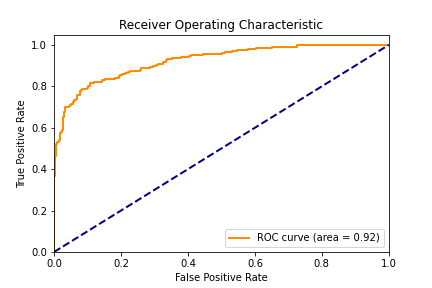 Receiver Operating Characteristic
1.0
0.8
0.6
0.4
0.2
0.0
True Positive Rate
ROC curve (area = 0.92)
0.0 0.2 0.4 0.6 0.8 1.0
False Positive Rate